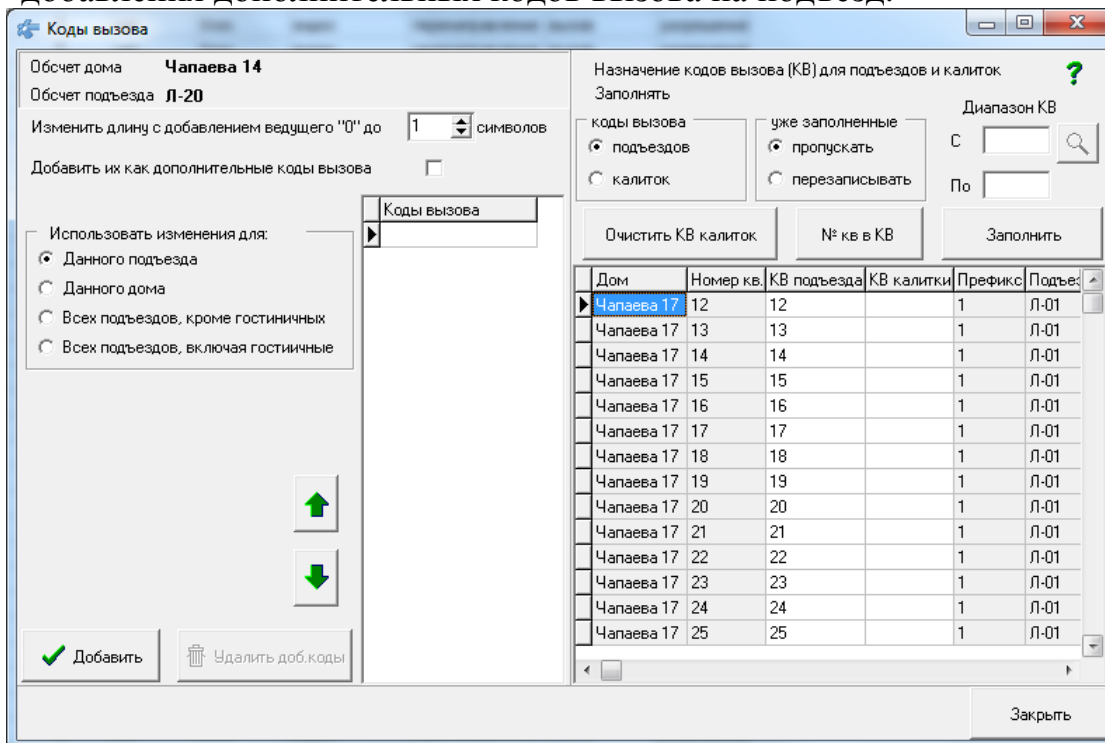 добавления дополнительных кодов вызова на подъезд.
Коды вызова
Обсчет дома Чапаева 14
Обсчет подъезда Л-20
Изменить длину с добавлением ведущего "0" до 1 символов
Добавить их как дополнительные коды вызова
Использовать изменения для:
Данного подъезда
Данного дома
Всех подъездов, кроме гостиничных
Всех подъездов, включая гостиичные
Коды вызова
Добавить
Удалить доб.коды
Назначение кодов вызова (КВ) для подъездов и калиток
?
Заполнять
коды вызова
подъездов
калиток
уже заполненные
пропускать
перезаписывать
Диапазон КВ
С
По
Очистить КВ калиток
№ кв в КВ
Заполнить
Дом Номер кв. КВ подъезда КВ калитки Префикс Подъез
Чапаева 17 12 12 1 Л-01
Чапаева 17 13 13 1 Л-01
Чапаева 17 14 14 1 Л-01
Чапаева 17 15 15 1 Л-01
Чапаева 17 16 16 1 Л-01
Чапаева 17 17 17 1 Л-01
Чапаева 17 18 18 1 Л-01
Чапаева 17 19 19 1 Л-01
Чапаева 17 20 20 1 Л-01
Чапаева 17 21 21 1 Л-01
Чапаева 17 22 22 1 Л-01
Чапаева 17 23 23 1 Л-01
Чапаева 17 24 24 1 Л-01
Чапаева 17 25 25 1 Л-01
Закрыть